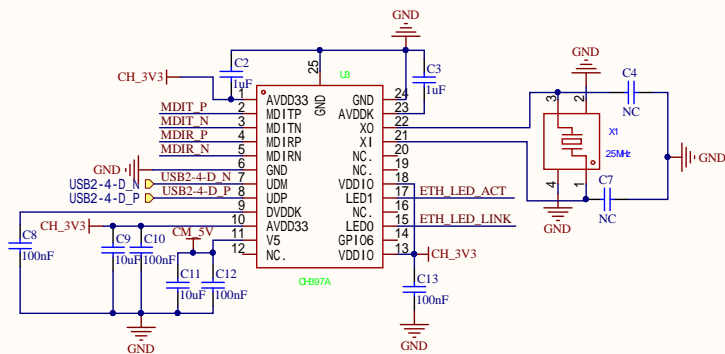 GND
CH_3V3
C2
1uF
25
GND
U3
C3
1uF
GND
C4
NC
1
AVDD33
GND
24
MDIT_P
2
MDITP
AVDDK
23
MDIT_N
3
MDITN
XO
22
MDIR_P
4
MDIRP
XI
21
MDIR_N
5
MDIRN
NC.
20
GND
6
GND
NC.
19
USB2-4-D_N
USB2-4-D_N
7
UDM
VDDIO
18
USB2-4-D_P
USB2-4-D_P
8
UDP
LED1
17
ETH_LED_ACT
9
DVDDK
NC.
16
CH_3V3
10
AVDD33
LED0
15
ETH_LED_LINK
CM_5V
11
V5
GPIO6
14
12
NC.
VDDIO
13
CH_3V3
CH397A
3
2
X1
25MHz
4
1
GND
GND
C7
NC
C8
100nF
C9
10uF
C10
100nF
C11
10uF
C12
100nF
C13
100nF
GND
GND